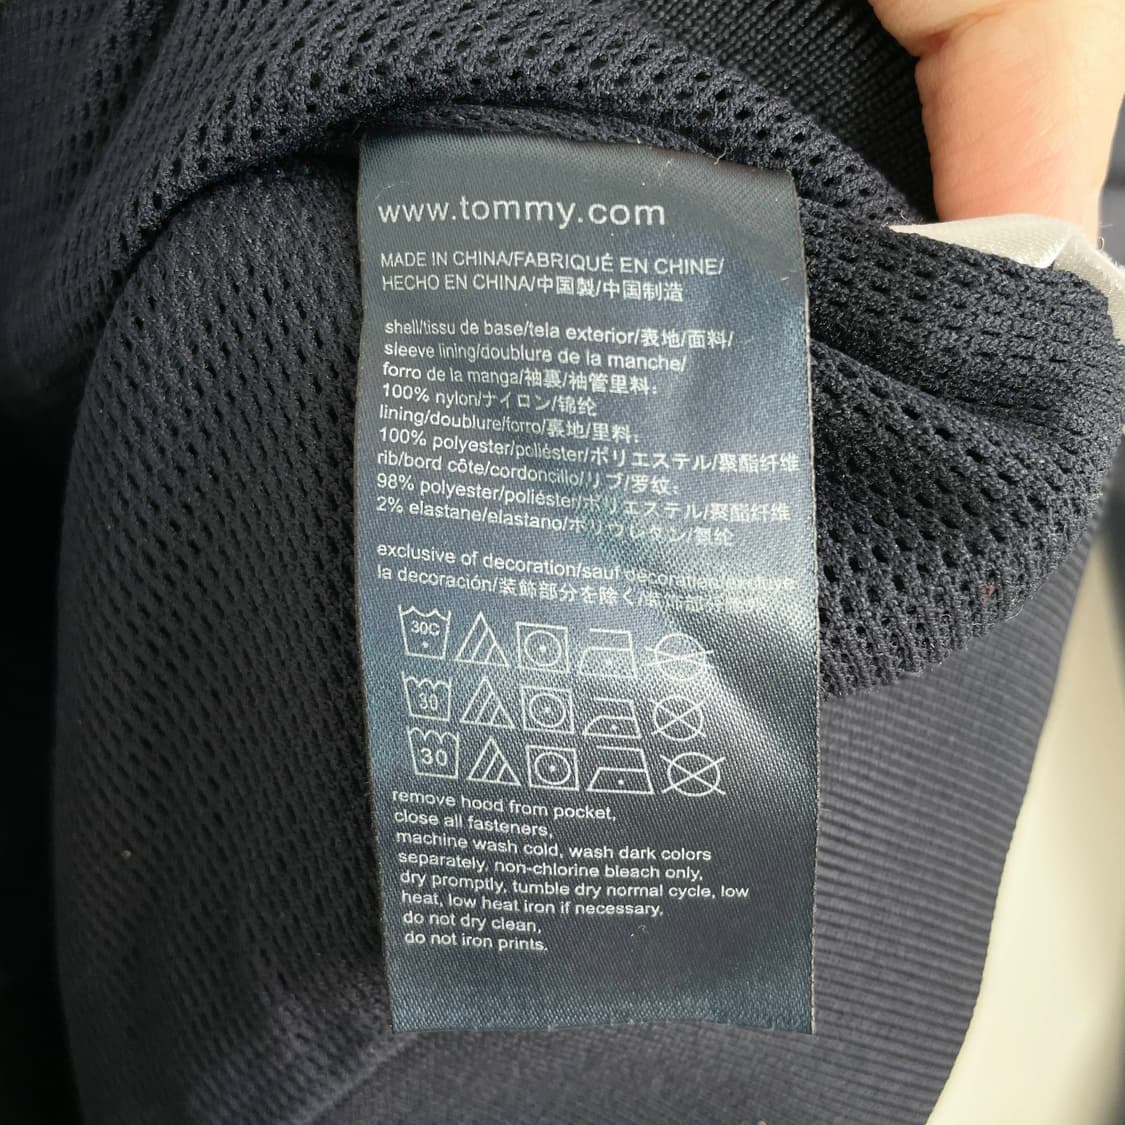 www.tommy.com
MADE IN CHINA/FABRIQUÉ EN CHINE/
HECHO EN CHINA/中国製/中国制造
shell/tissu de base/tela exterior/表地/面料/
sleeve lining/doublure de la manche/
forro de la manga/袖裏/袖管里料:
100% nylon/ナイロン/锦纶
lining/doublure/forro/裏地/里料:
100% polyester/poliéster/ポリエステル/聚酯纤维
rib/bord côte/cordoncillo/リブ/罗纹:
98% polyester/poliéster/ポリエステル/聚酯纤维
2% elastane/elastano/ポリウレタン/氨纶
exclusive of decoration/sauf décoration/excluye
la decoración/装飾部分を除く/
30C
30
30
remove hood from pocket,
close all fasteners,
machine wash cold, wash dark colors
separately, non-chlorine bleach only,
dry promptly, tumble dry normal cycle, low
heat, low heat iron if necessary,
do not dry clean,
do not iron prints.